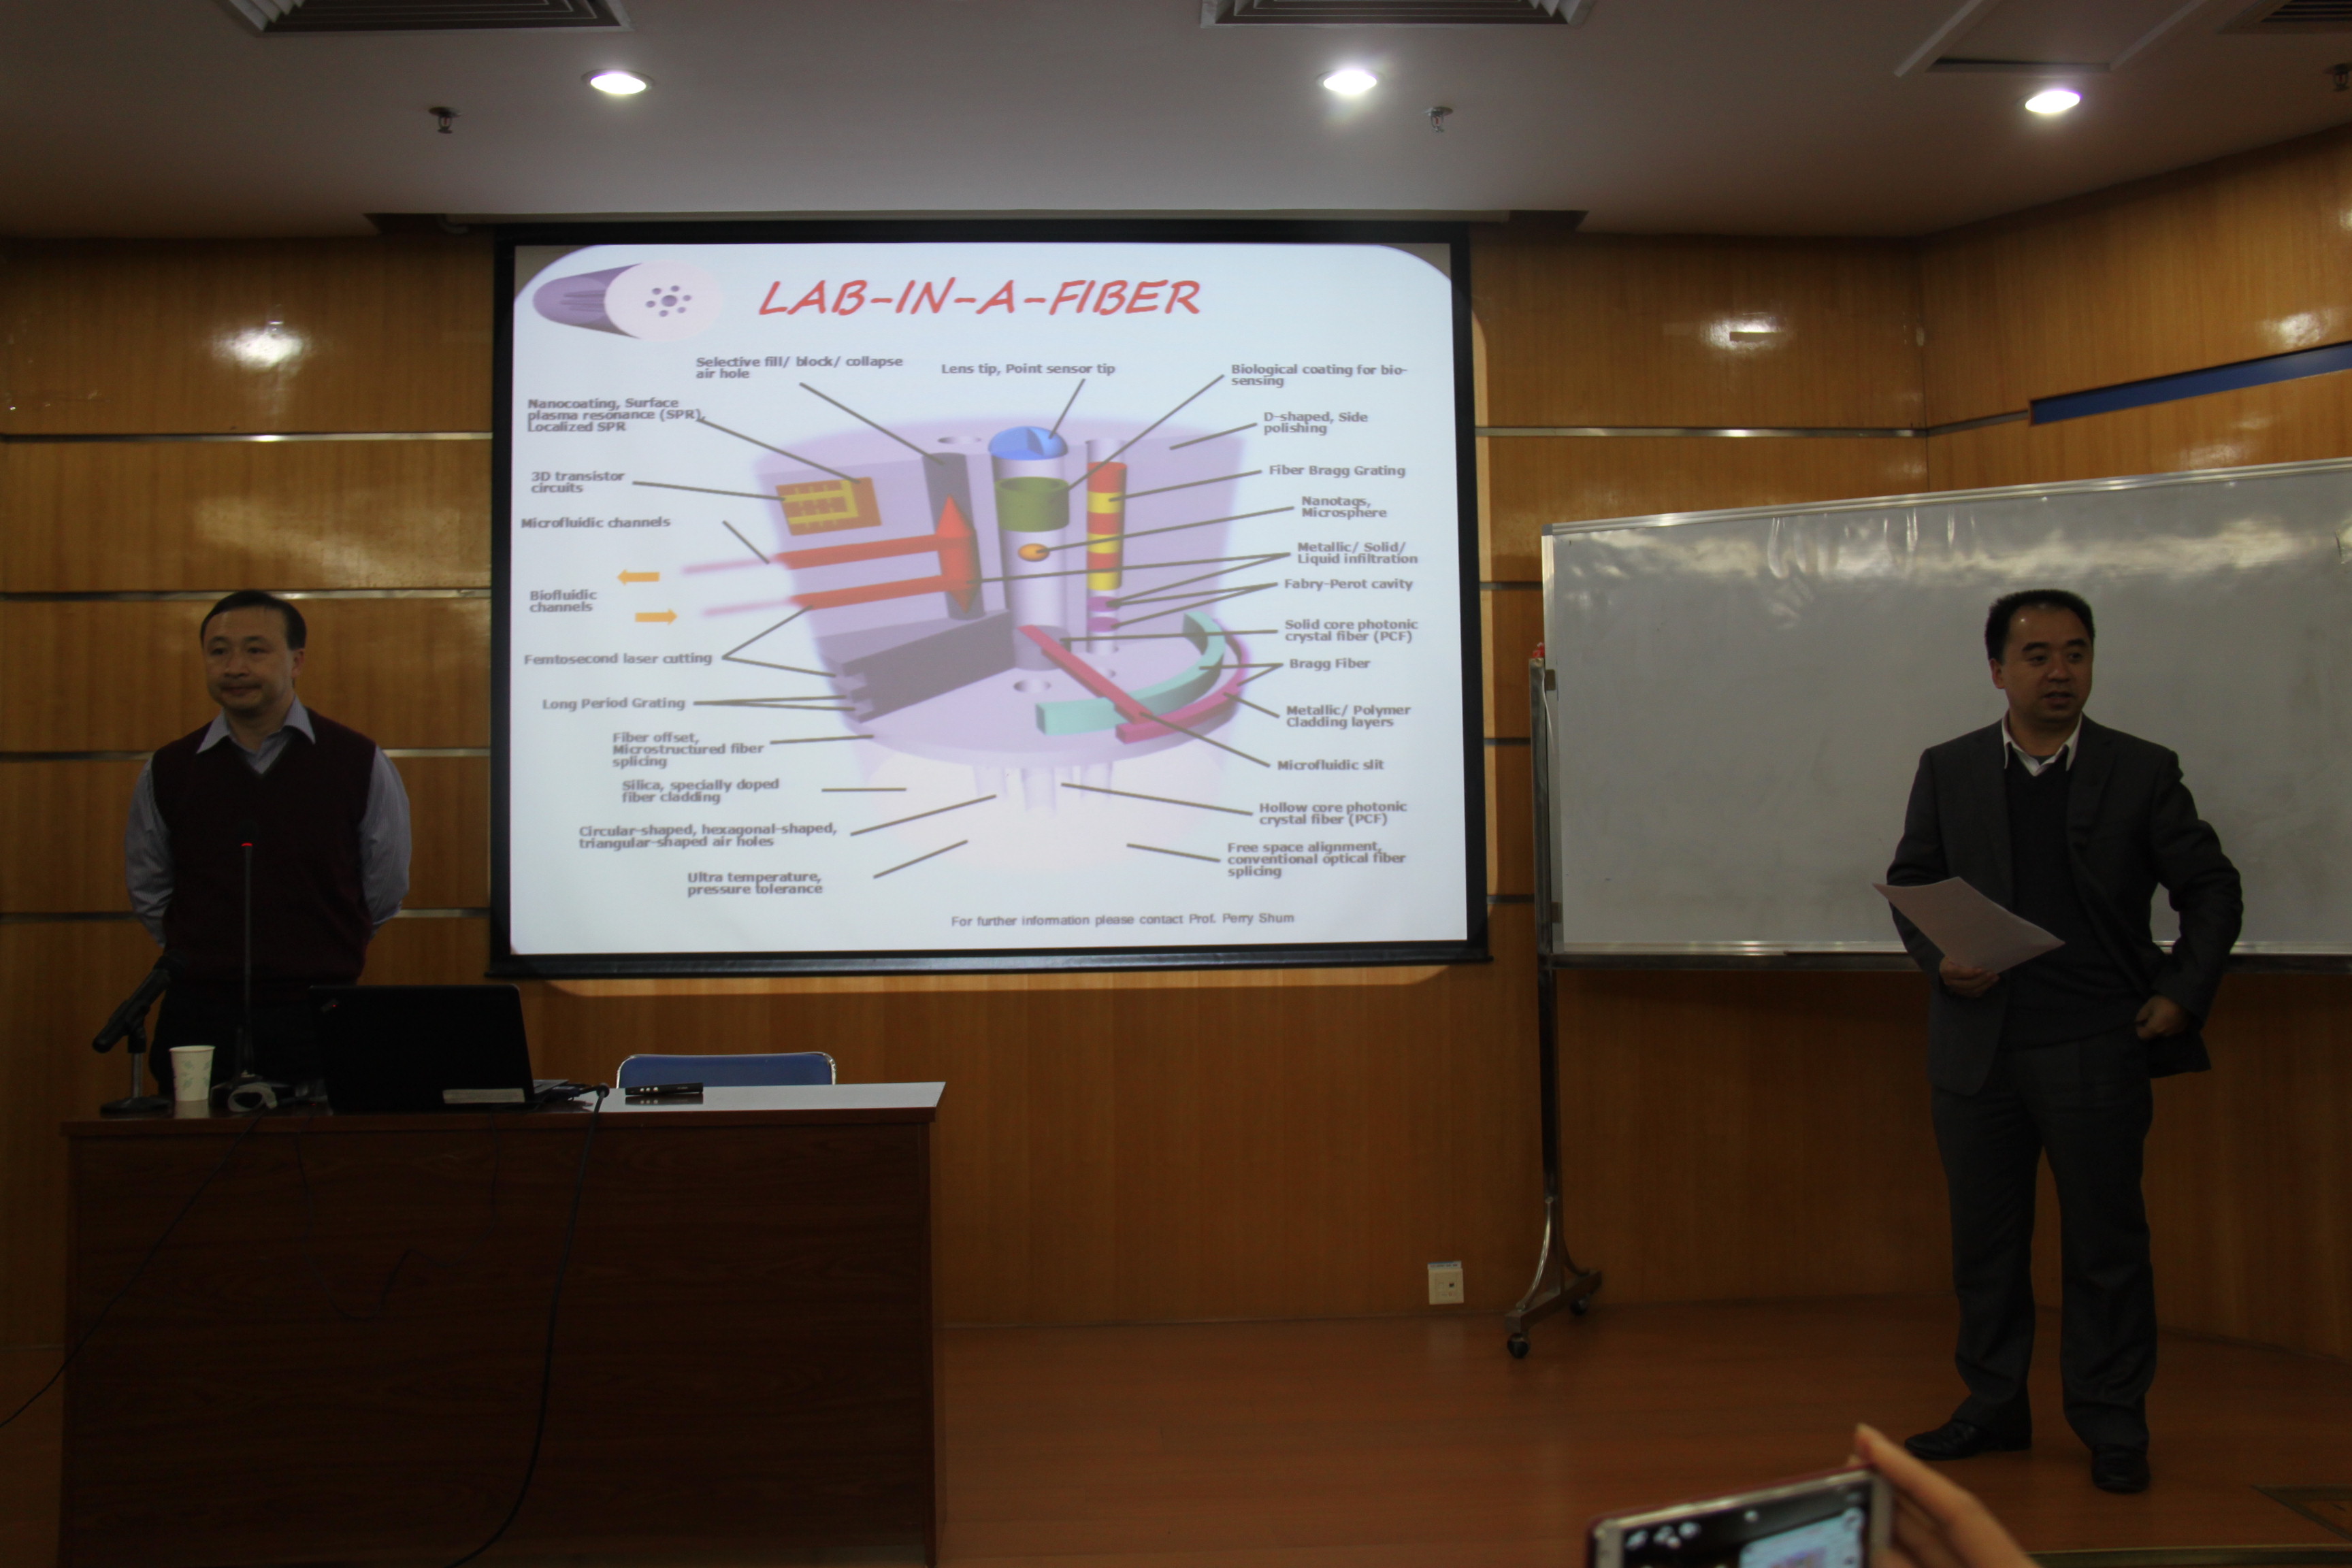 LAB-IN-A-FIBER
Selective fill/ block/ collapse
air hole
Lens tip, Point sensor tip
Biological coating for bio-
sensing
Nanocoating, Surface
plasma resonance (SPR),
Localized SPR
D-shaped, Side
polishing
3D transistor
circuits
Fiber Bragg Grating
Microfluidic channels
Nanotags,
Microsphere
Metallic/ Solid/
Liquid infiltration
Biofluidic
channels
Fabry-Perot cavity
Femtosecond laser cutting
Solid core photonic
crystal fiber (PCF)
Long Period Grating
Bragg Fiber
Fiber offset,
Microstructured fiber
splicing
Metallic/ Polymer
Cladding layers
Silica, specially doped
fiber cladding
Microfluidic slit
Circular-shaped, hexagonal-shaped,
triangular-shaped air holes
Hollow core photonic
crystal fiber (PCF)
Ultra temperature,
pressure tolerance
Free space alignment,
conventional optical fiber
splicing
For further information please contact Prof. Perry Shum